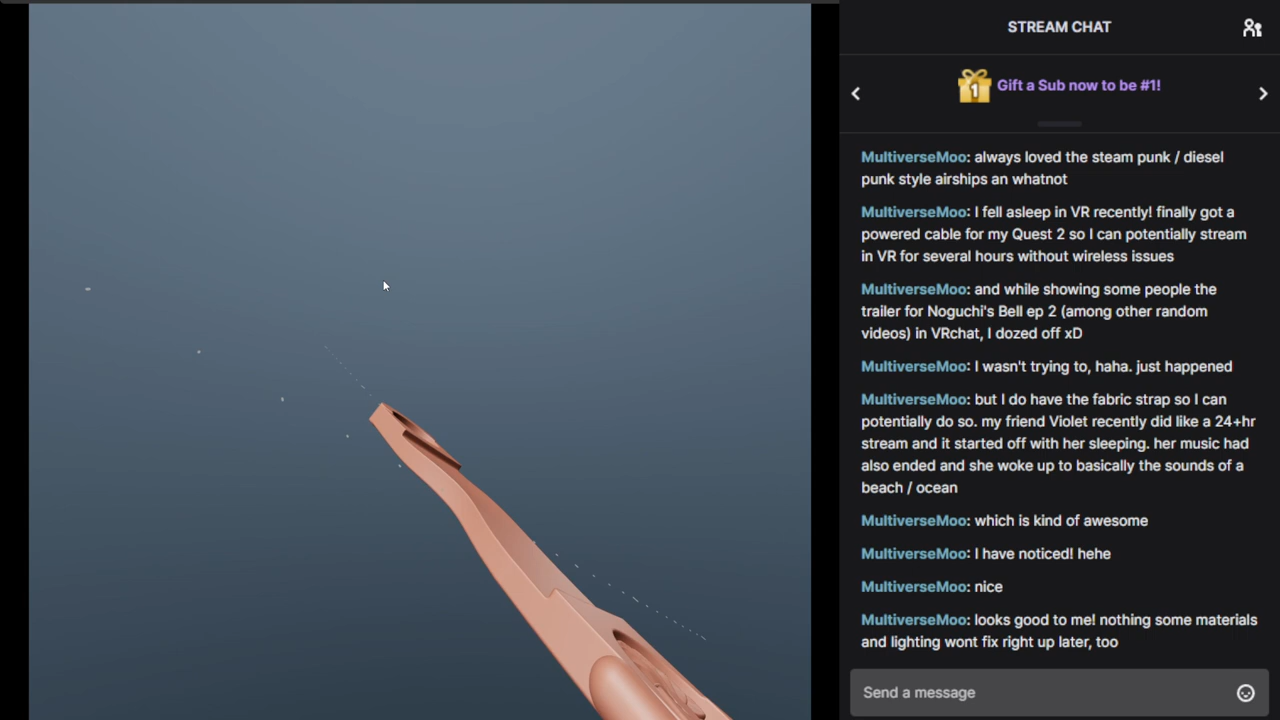 STREAM CHAT
1
Gift a Sub now to be #1!
MultiverseMoo: always loved the steam punk / diesel
punk style airships an whatnot
MultiverseMoo: I fell asleep in VR recently! finally got a
powered cable for my Quest 2 so I can potentially stream
in VR for several hours without wireless issues
MultiverseMoo: and while showing some people the
trailer for Noguchi's Bell ep 2 (among other random
videos) in VRchat, I dozed off xD
MultiverseMoo: I wasn't trying to, haha. just happened
MultiverseMoo: but I do have the fabric strap so I can
potentially do so. my friend Violet recently did like a 24+hr
stream and it started off with her sleeping. her music had
also ended and she woke up to basically the sounds of a
beach / ocean
MultiverseMoo: which is kind of awesome
MultiverseMoo: I have noticed! hehe
MultiverseMoo: nice
MultiverseMoo: looks good to me! nothing some materials
and lighting wont fix right up later, too
Send a message